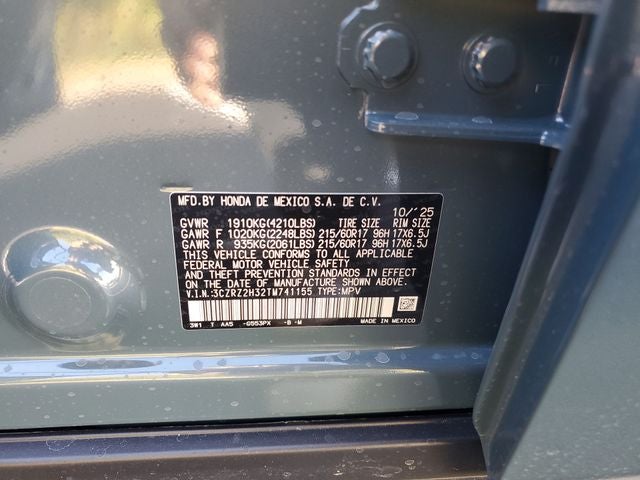 MFD.BY HONDA DE MEXICO S.A. DE C.V.
10/'25
GVWR 1910KG(4210LBS) TIRE SIZE RIM SIZE
GAWR F 1020KG(2248LBS) 215/60R17 96H 17X6.5J
GAWR R 935KG(2061LBS) 215/60R17 96H 17X6.5J
THIS VEHICLE CONFORMS TO ALL APPLICABLE
FEDERAL MOTOR VEHICLE SAFETY
AND THEFT PREVENTION STANDARDS IN EFFECT
ON THE DATE OF MANUFACTURE SHOWN ABOVE.
V.I.N.:3CZRZ2H32TM741155 TYPE:MPV
3W1 T AA5 -G553PX -B -M MADE IN MEXICO